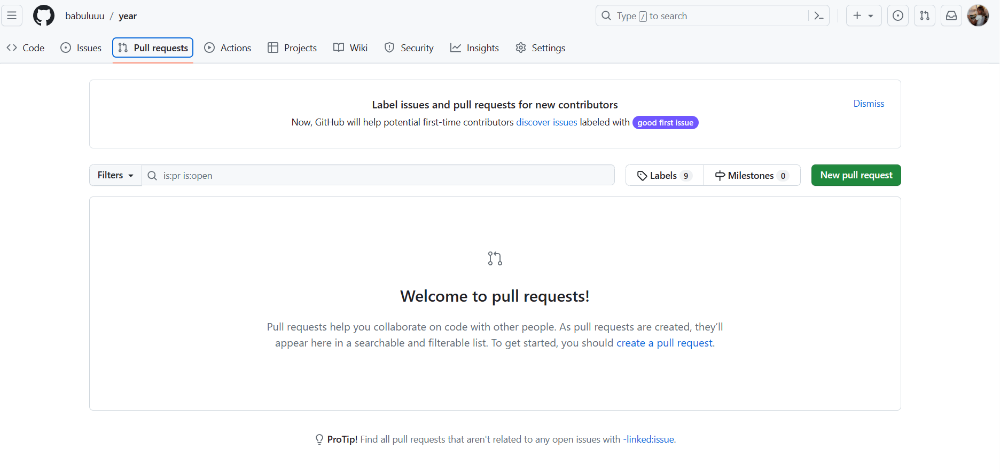 babuluuu / year
Type / to search
Code Issues Pull requests Actions Projects Wiki Security Insights Settings
Label issues and pull requests for new contributors
Dismiss
Now, GitHub will help potential first-time contributors discover issues labeled with good first issue
Filters is:pr is:open Labels 9 Milestones 0 New pull request
Welcome to pull requests!
Pull requests help you collaborate on code with other people. As pull requests are created, they’ll
appear here in a searchable and filterable list. To get started, you should create a pull request.
ProTip! Find all pull requests that aren't related to any open issues with -linked:issue.